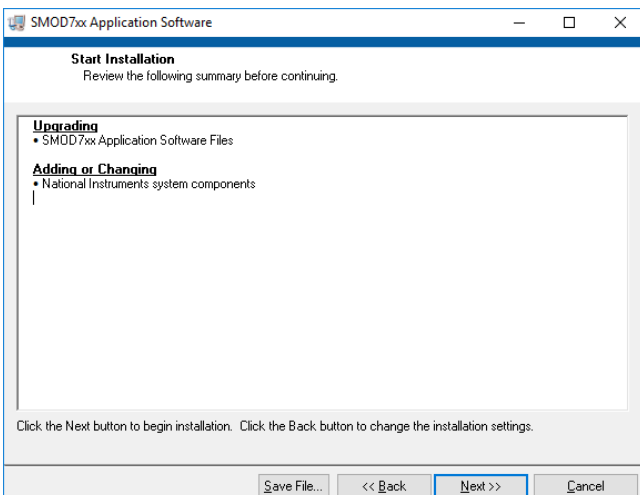 SMOD7xx Application Software
Start Installation
Review the following summary before continuing.
Upgrading
• SMOD7xx Application Software Files
Adding or Changing
• National Instruments system components
Click the Next button to begin installation. Click the Back button to change the installation settings.
Save File...
<< Back
Next >>
Cancel